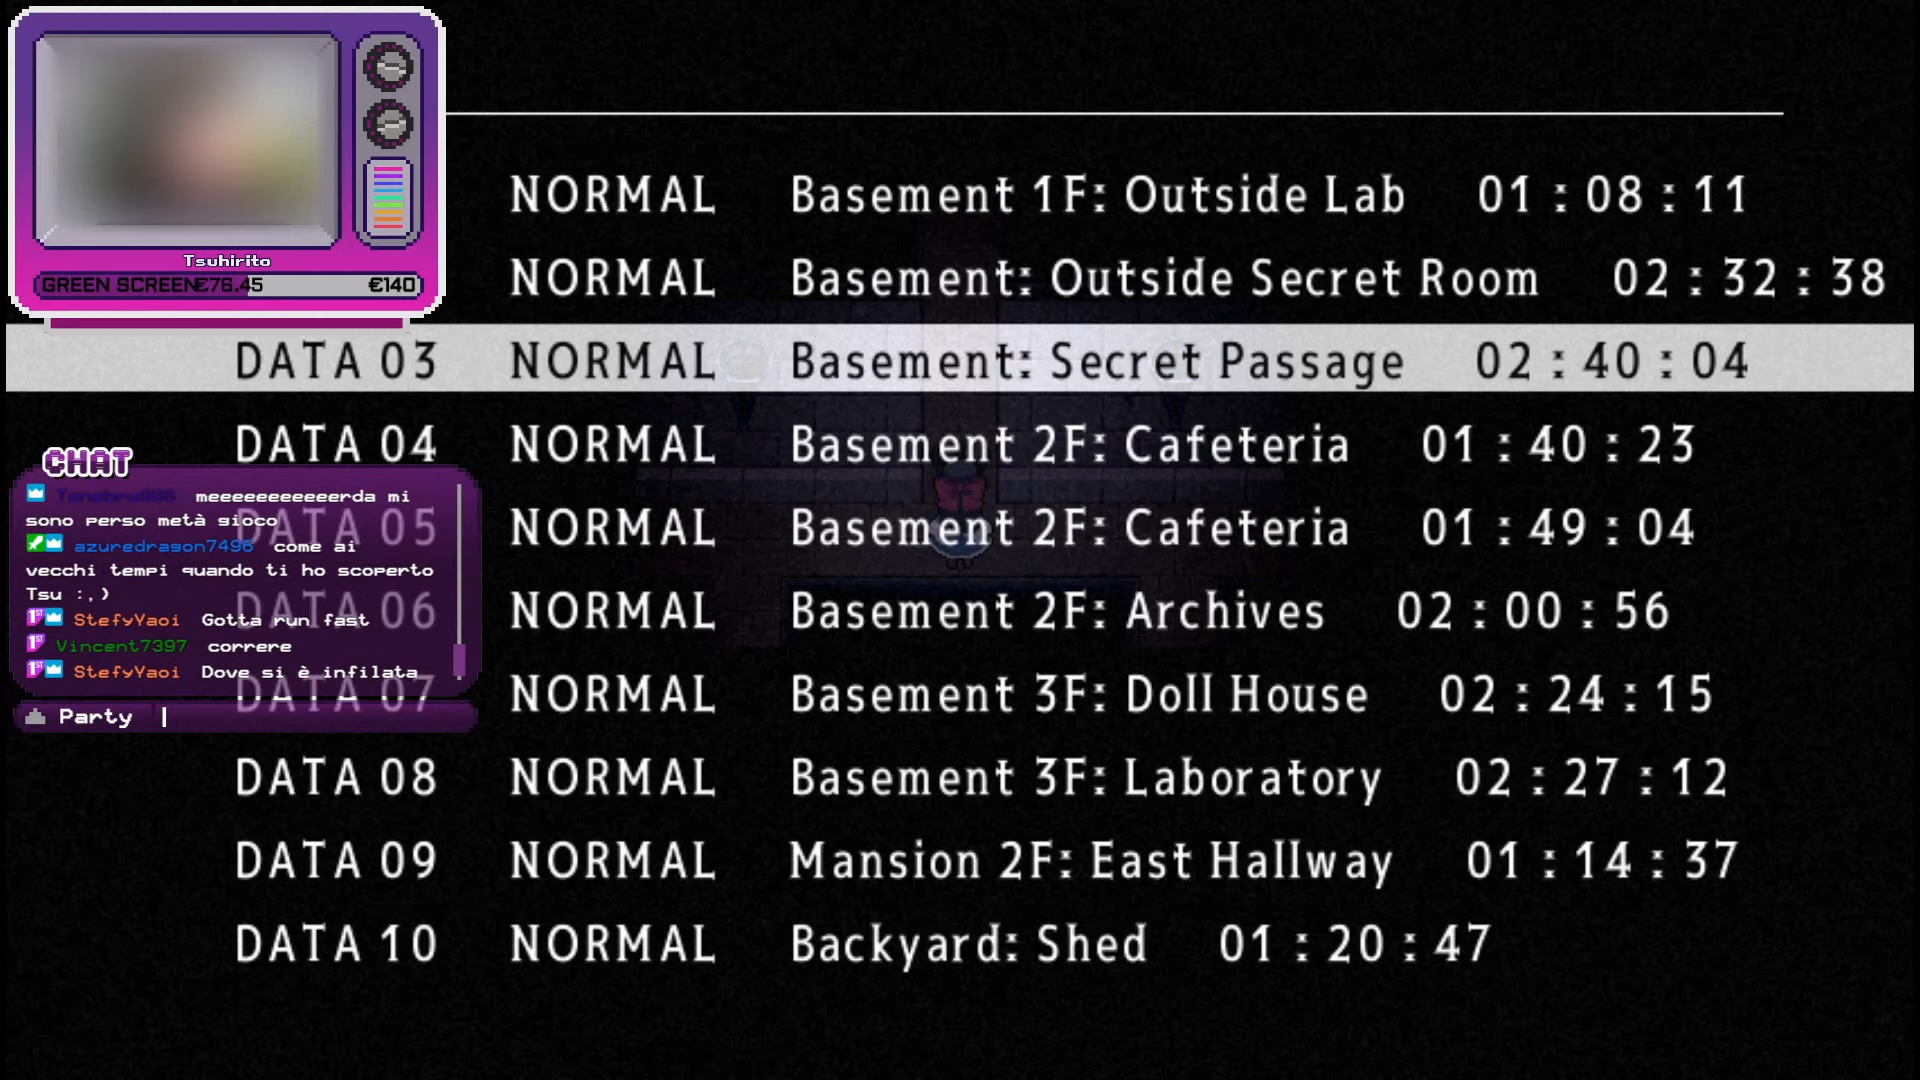 Tsuhirito
GREEN SCREEN €76.45 €140
NORMAL Basement 1F: Outside Lab 01 : 08 : 11
NORMAL Basement: Outside Secret Room 02 : 32 : 38
DATA 03 NORMAL Basement: Secret Passage 02 : 40 : 04
DATA 04 NORMAL Basement 2F: Cafeteria 01 : 40 : 23
DATA 05 NORMAL Basement 2F: Cafeteria 01 : 49 : 04
DATA 06 NORMAL Basement 2F: Archives 02 : 00 : 56
DATA 07 NORMAL Basement 3F: Doll House 02 : 24 : 15
DATA 08 NORMAL Basement 3F: Laboratory 02 : 27 : 12
DATA 09 NORMAL Mansion 2F: East Hallway 01 : 14 : 37
DATA 10 NORMAL Backyard: Shed 01 : 20 : 47
CHAT
meeeeeeeeeeerda mi
sono perso metà gioco
azuredragon7496 come ai
vecchi tempi quando ti ho scoperto
Tsu :,)
StefyYaoi Gotta run fast
Vincent7397 correre
StefyYaoi Dove si è infilata
Party